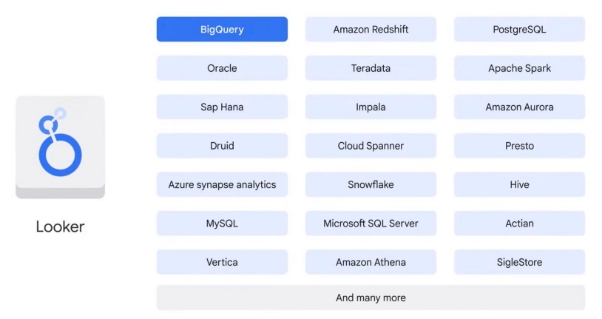 BigQuery
Amazon Redshift
PostgreSQL
Oracle
Teradata
Apache Spark
Sap Hana
Impala
Amazon Aurora
Druid
Cloud Spanner
Presto
Azure synapse analytics
Snowflake
Hive
MySQL
Microsoft SQL Server
Actian
Vertica
Amazon Athena
SigleStore
And many more
Looker